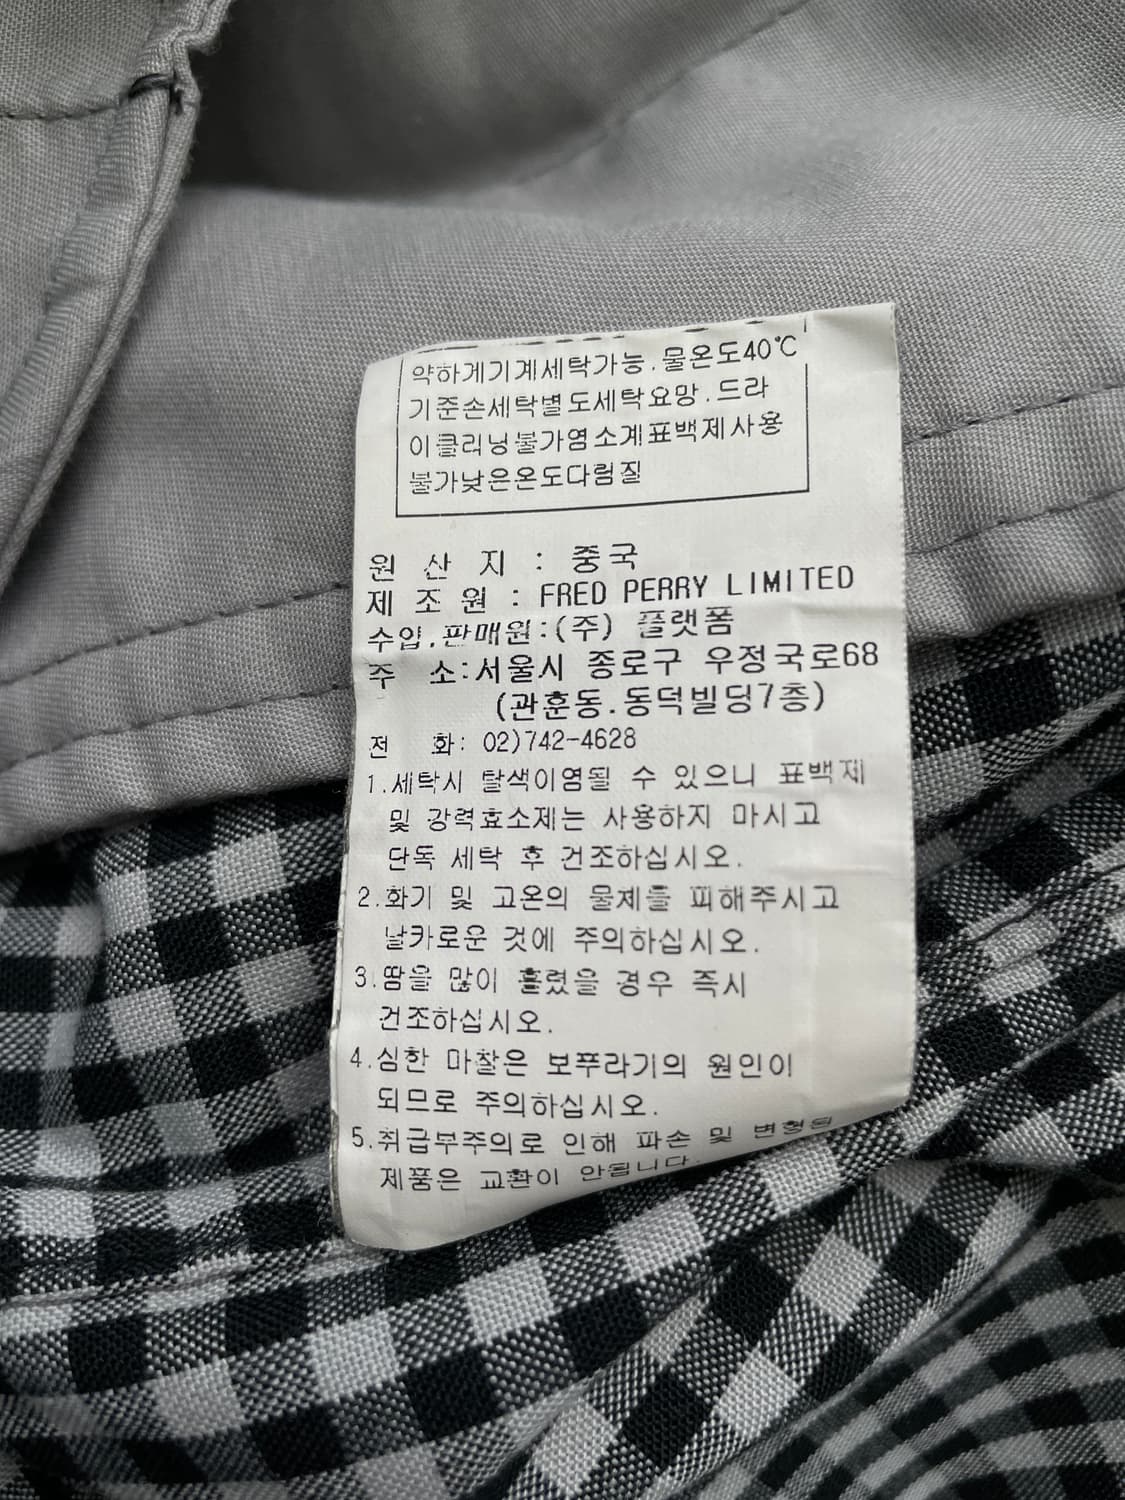 약하게기계세탁가능.물온도40℃
기준손세탁별도세탁요망.드라
이클리닝불가염소계표백제사용
불가낮은온도다림질
원 산 지 : 중국
제 조 원 : FRED PERRY LIMITED
수입,판매원:(주) 플랫폼
주 소:서울시 종로구 우정국로68
(관훈동.동덕빌딩7층)
전 화: 02)742-4628
1.세탁시 탈색이염될 수 있으니 표백제
및 강력효소제는 사용하지 마시고
단독 세탁 후 건조하십시오.
2.화기 및 고온의 물체를 피해주시고
날카로운 것에 주의하십시오.
3.땀을 많이 흘렸을 경우 즉시
건조하십시오.
4.심한 마찰은 보푸라기의 원인이
되므로 주의하십시오.
5.취급부주의로 인해 파손 및 변형된
제품은 교환이 안됩니다.